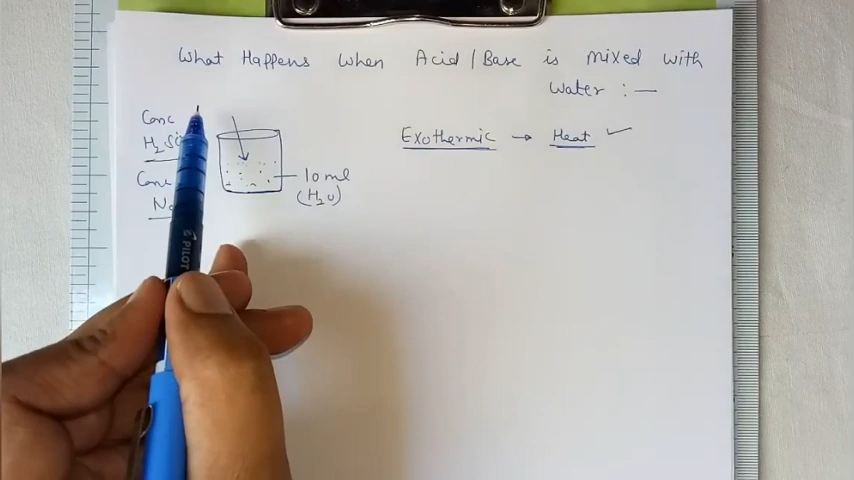 What Happens when Acid / Base is mixed with
water :—
Conc
Exothermic → Heat ✓
Conc
10 ml
(H₂O)
PILOT